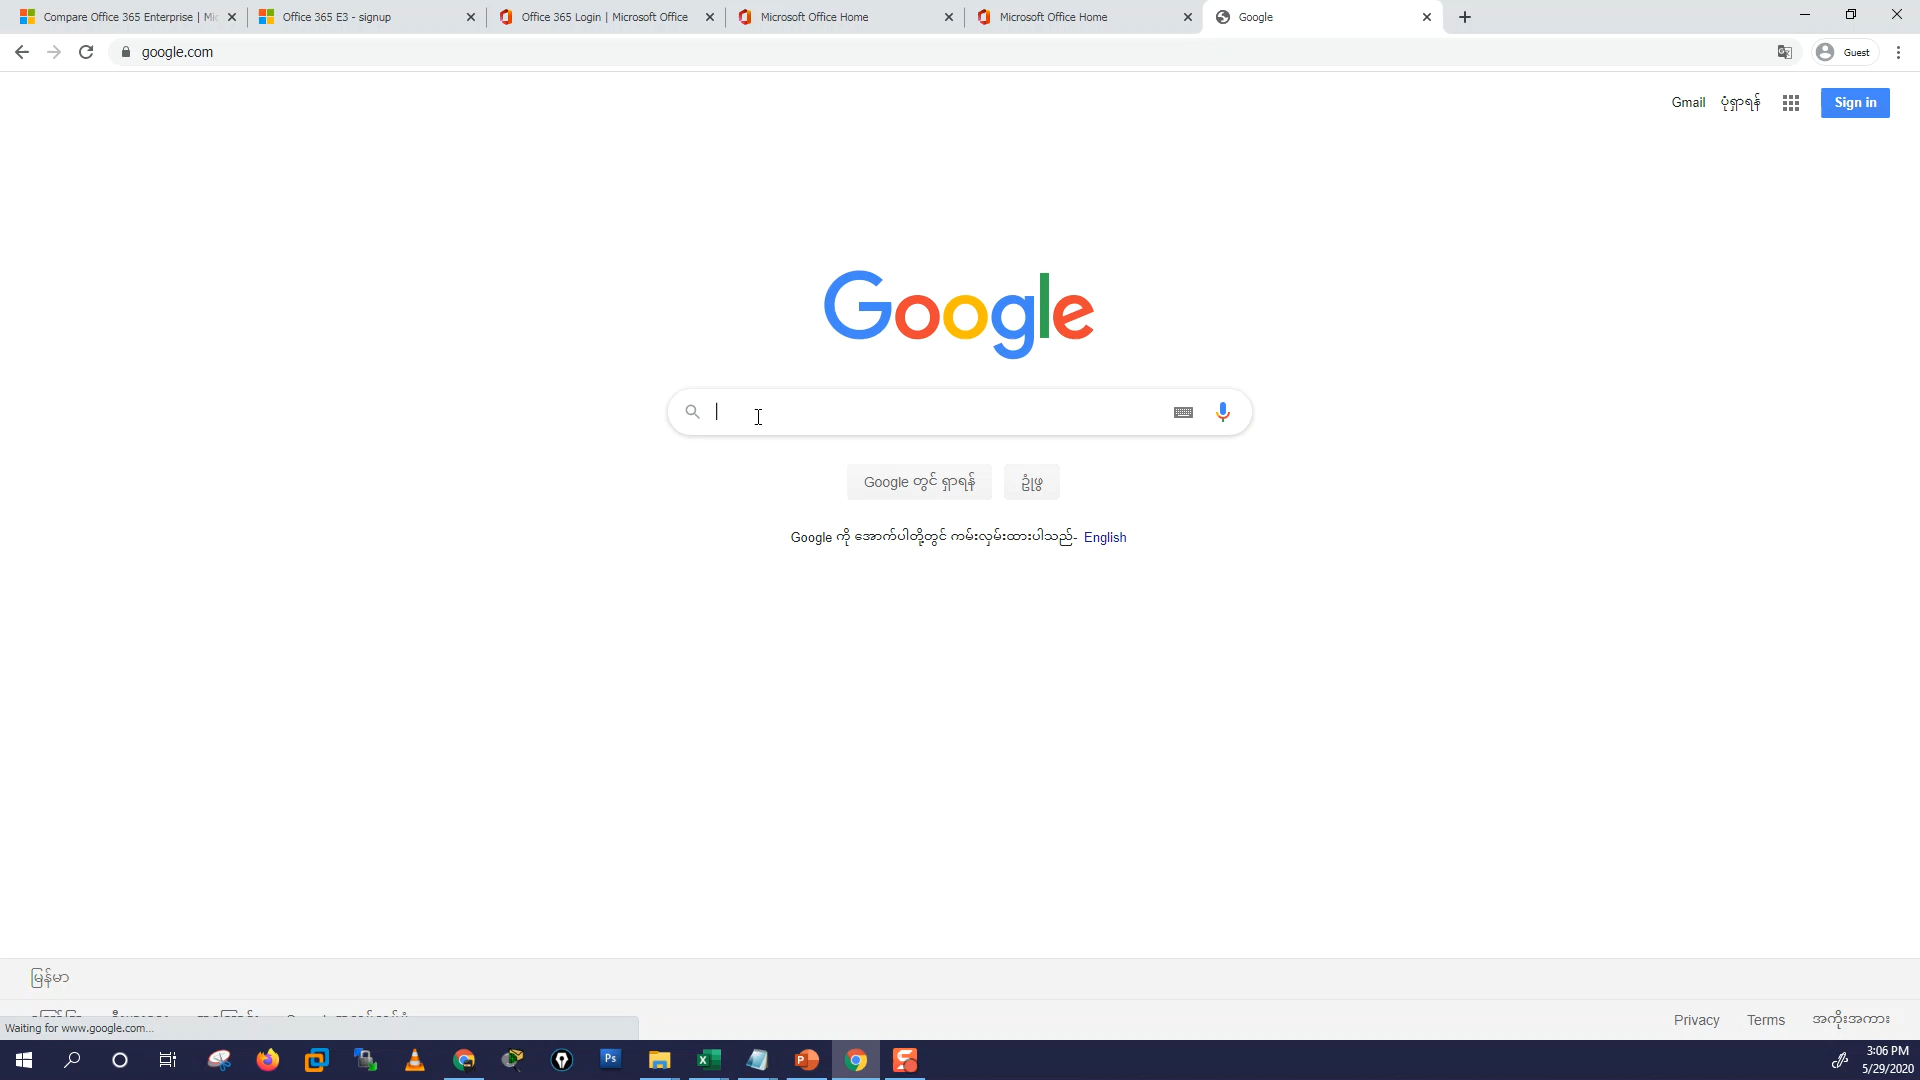 Compare Office 365 Enterprise | Mic
Office 365 E3 - signup
Office 365 Login | Microsoft Office
Microsoft Office Home
Microsoft Office Home
Google
google.com
Guest
Gmail ပုံရှာရန် Sign in
Google
Google တွင် ရှာရန် ဥုံဖွ
Google ကို အောက်ပါတို့တွင် ကမ်းလှမ်းထားပါသည်- English
မြန်မာ
Privacy Terms အကိုးအကား
Waiting for www.google.com...
Ps
3:06 PM
5/29/2020